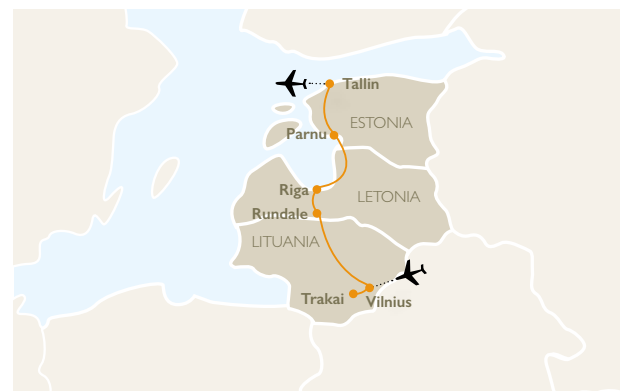 Tallin
ESTONIA
Parnu
Riga
LETONIA
Rundale
LITUANIA
Trakai
Vilnius